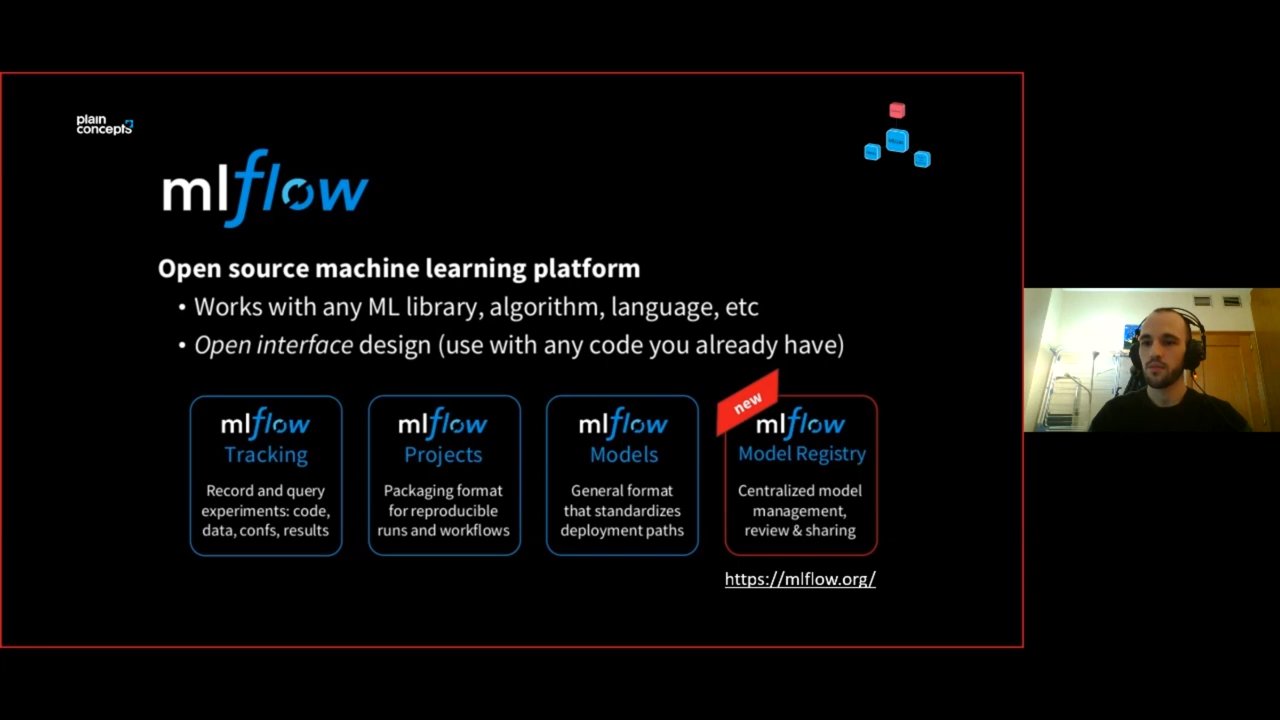 plain
concepts
mlflow
Open source machine learning platform
• Works with any ML library, algorithm, language, etc
• Open interface design (use with any code you already have)
mlflow
Tracking
Record and query
experiments: code,
data, confs, results
mlflow
Projects
Packaging format
for reproducible
runs and workflows
mlflow
Models
General format
that standardizes
deployment paths
new
mlflow
Model Registry
Centralized model
management,
review & sharing
https://mlflow.org/